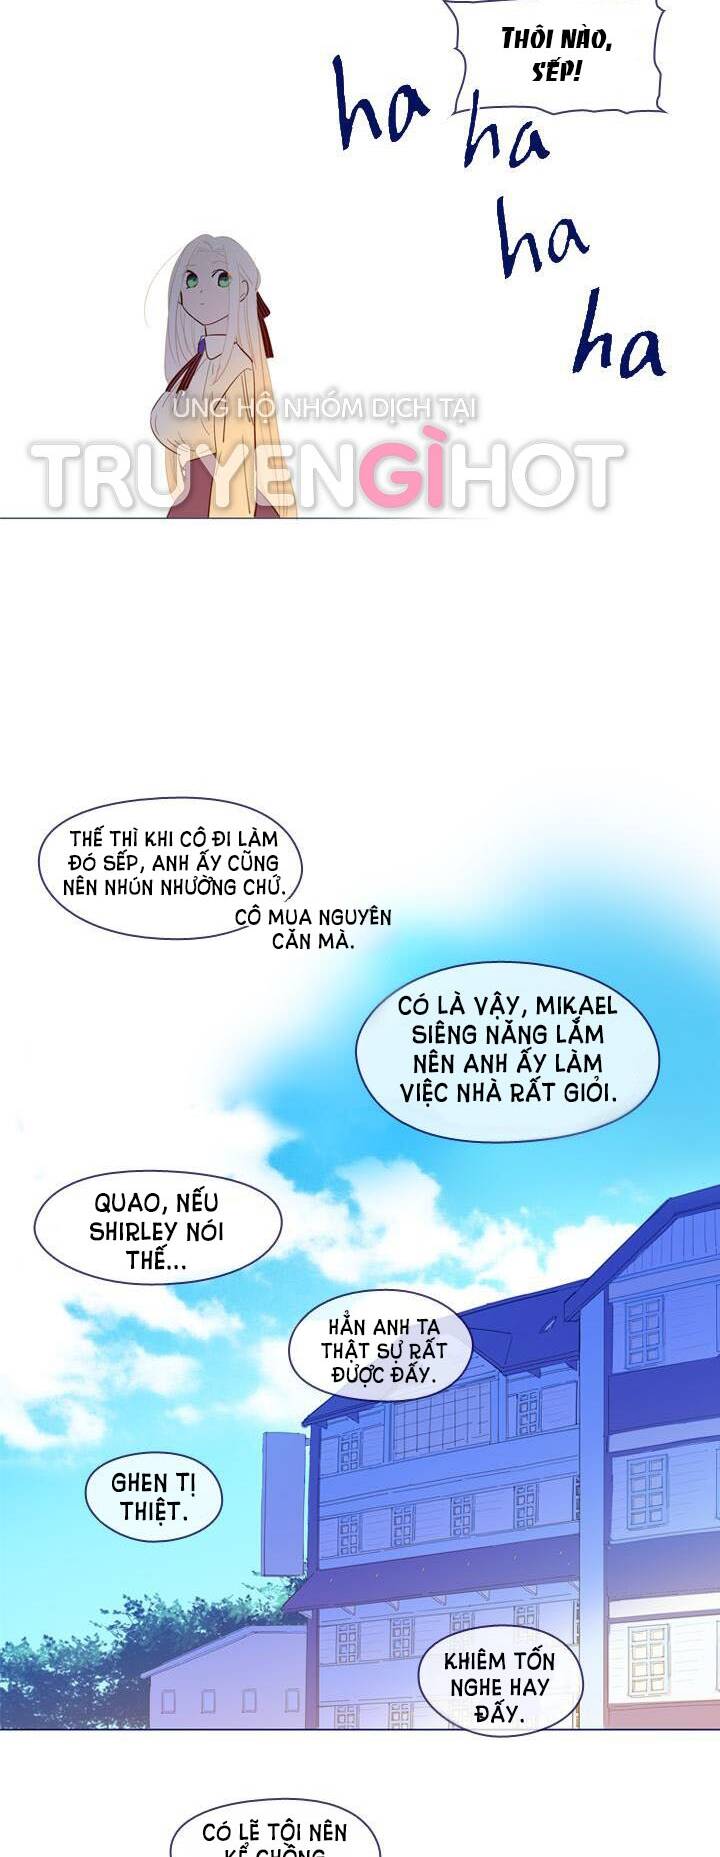 THÔI NÀO,
SẾP!
ha
ha
ha
ha
ỦNG HỘ NHÓM DỊCH TẠI
TRUYENGÌHOT
THẾ THÌ KHI CÔ ĐI LÀM
ĐÓ SẾP, ANH ẤY CŨNG
NÊN NHÚN NHƯỜNG CHỨ.
CÔ MUA NGUYÊN
CĂN MÀ.
CÓ LÀ VẬY, MIKAEL
SIÊNG NĂNG LẮM
NÊN ANH ẤY LÀM
VIỆC NHÀ RẤT GIỎI.
QUAO, NẾU
SHIRLEY NÓI
THẾ...
HẲN ANH TA
THẬT SỰ RẤT
ĐƯỢC ĐẤY.
GHEN TỊ
THIỆT.
KHIÊM TỐN
NGHE HAY
ĐẤY.
CÓ LẼ TÔI NÊN
KỂ CHỒNG